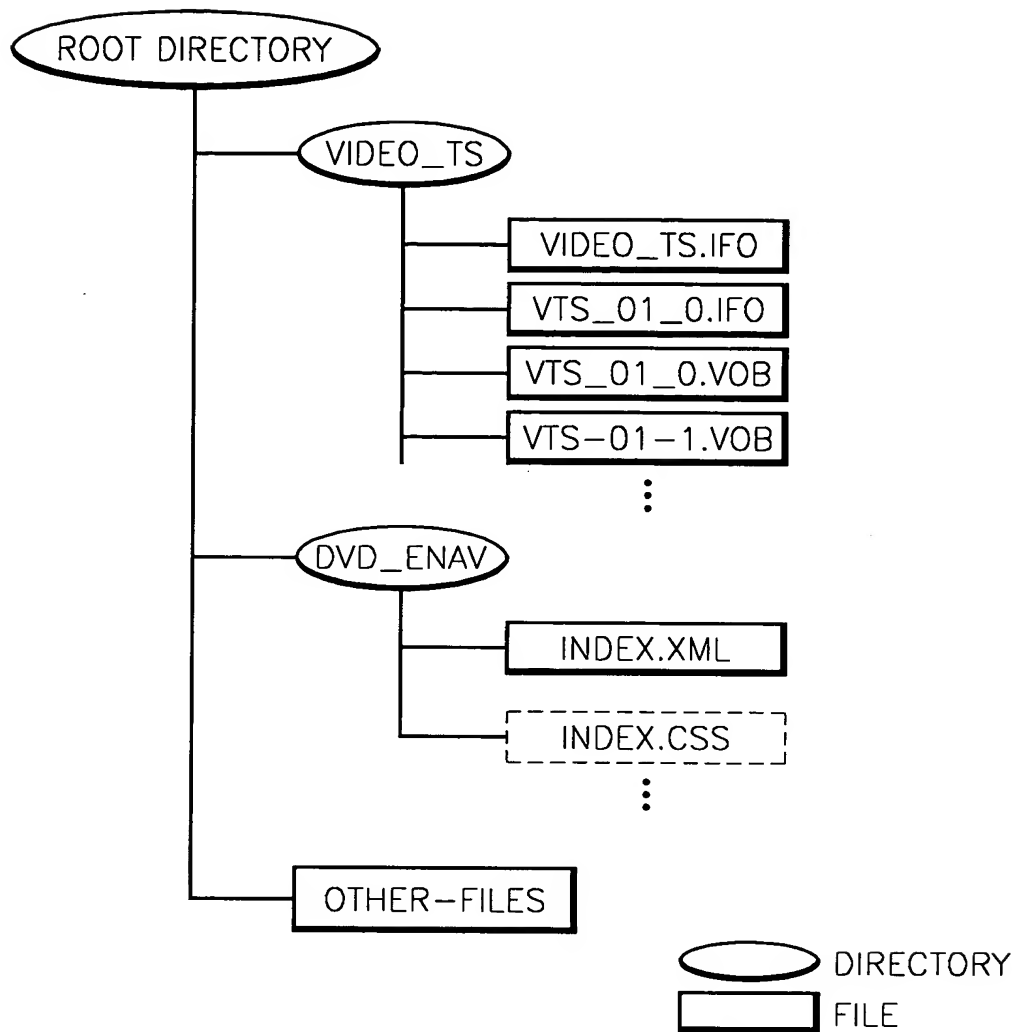 ROOT DIRECTORY
VIDEO_TS
VIDEO_TS.IFO
VTS_01_0.IFO
VTS_01_0.VOB
VTS-01-1.VOB
DVD_ENAV
INDEX.XML
INDEX.CSS
OTHER-FILES
DIRECTORY
FILE